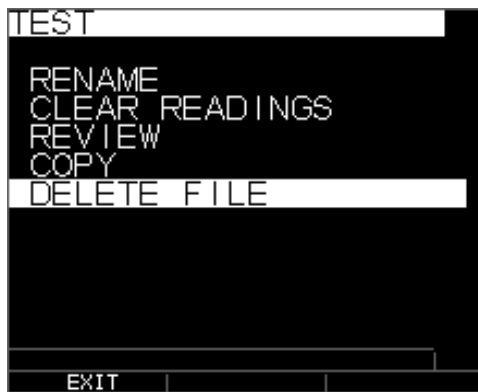 TEST
RENAME
CLEAR READINGS
REVIEW
COPY
DELETE FILE
EXIT